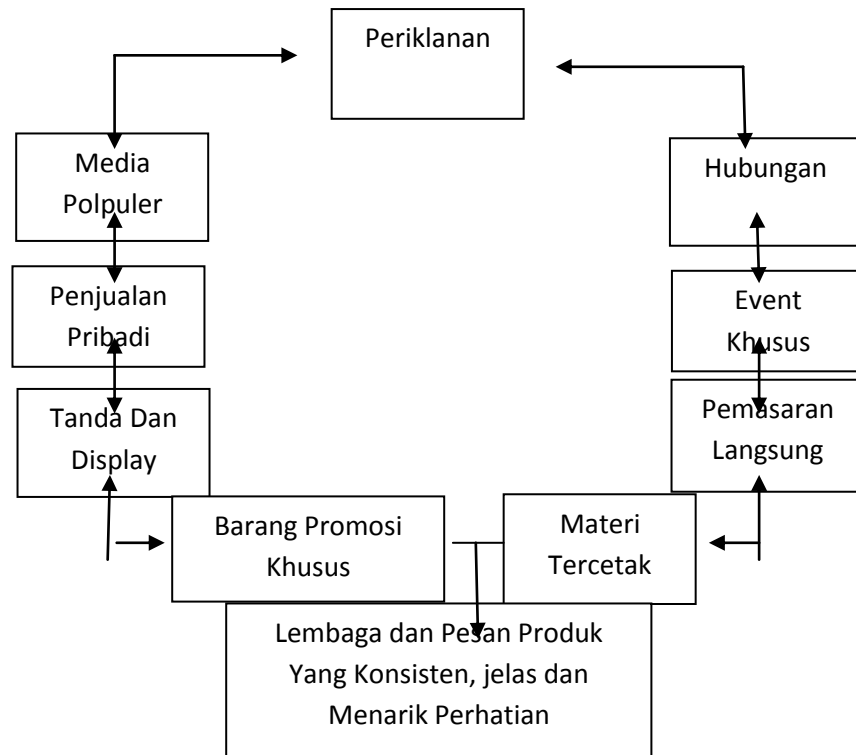 Periklanan
Media
Polpuler
Hubungan
Penjualan
Pribadi
Event
Khusus
Tanda Dan
Display
Pemasaran
Langsung
Barang Promosi
Khusus
Materi
Tercetak
Lembaga dan Pesan Produk
Yang Konsisten, jelas dan
Menarik Perhatian